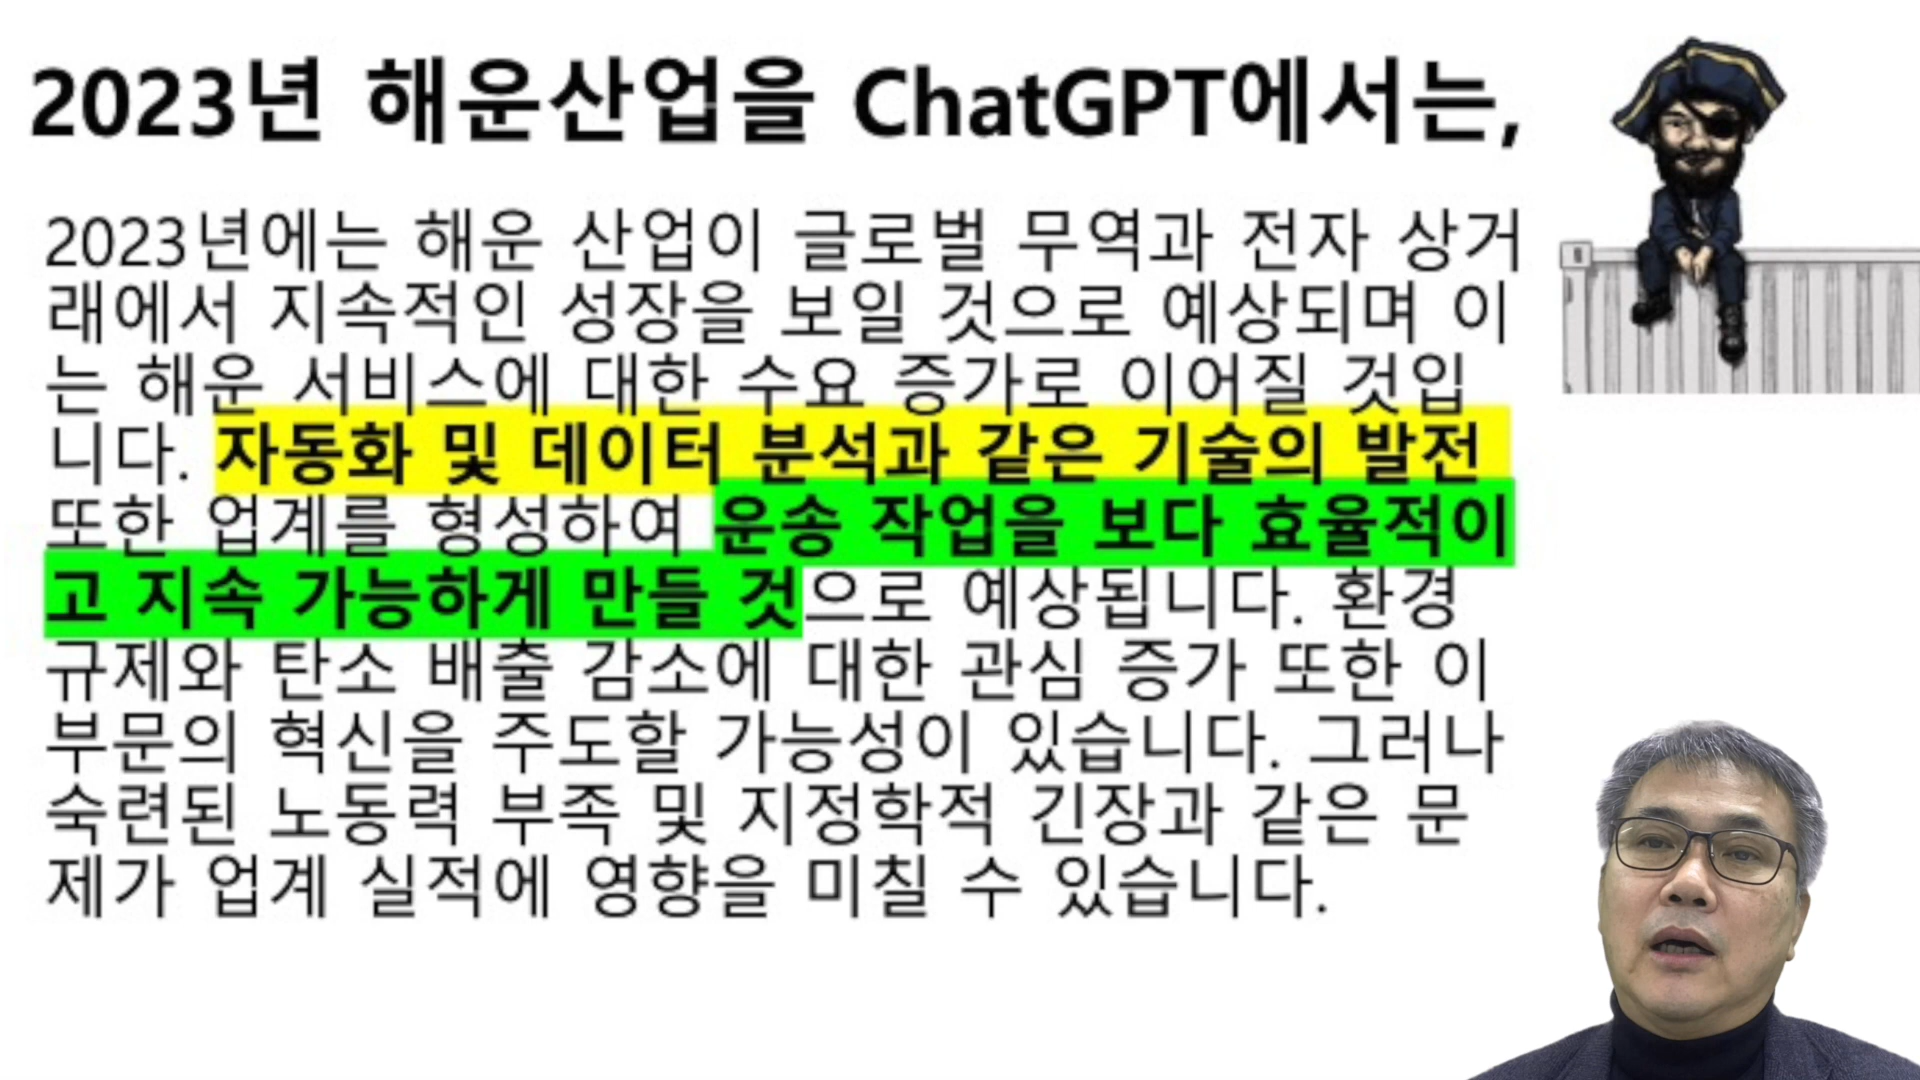 2023년 해운산업을 ChatGPT에서는,
2023년에는 해운 산업이 글로벌 무역과 전자 상거
래에서 지속적인 성장을 보일 것으로 예상되며 이
는 해운 서비스에 대한 수요 증가로 이어질 것입
니다. 자동화 및 데이터 분석과 같은 기술의 발전
또한 업계를 형성하여 운송 작업을 보다 효율적이
고 지속 가능하게 만들 것으로 예상됩니다. 환경
규제와 탄소 배출 감소에 대한 관심 증가 또한 이
부문의 혁신을 주도할 가능성이 있습니다. 그러나
숙련된 노동력 부족 및 지정학적 긴장과 같은 문
제가 업계 실적에 영향을 미칠 수 있습니다.